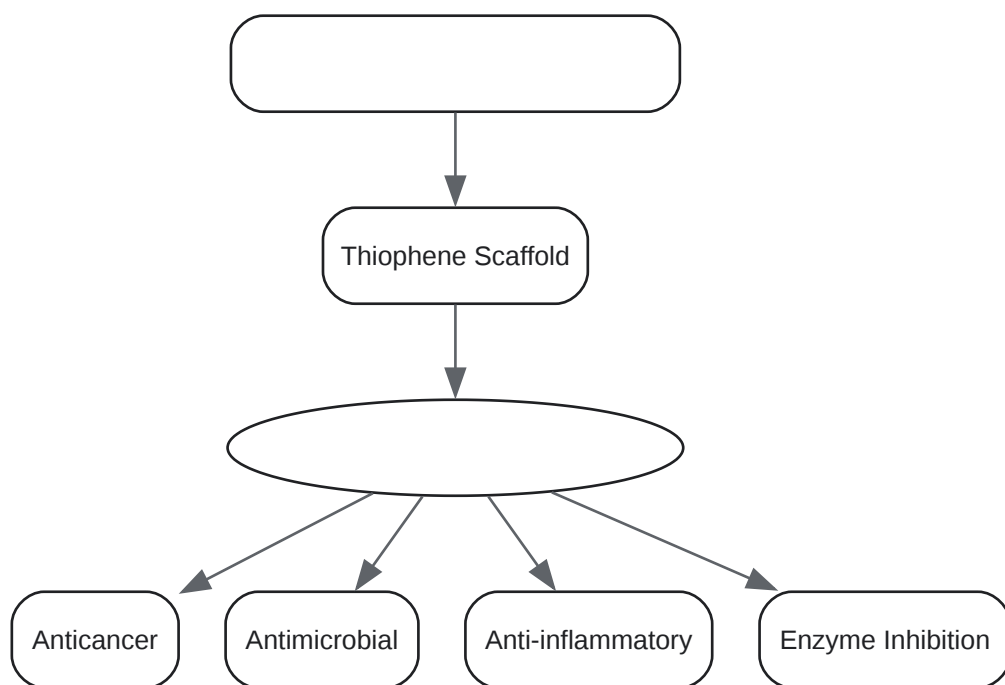 Thiophene Scaffold
Anticancer
Antimicrobial
Anti-inflammatory
Enzyme Inhibition